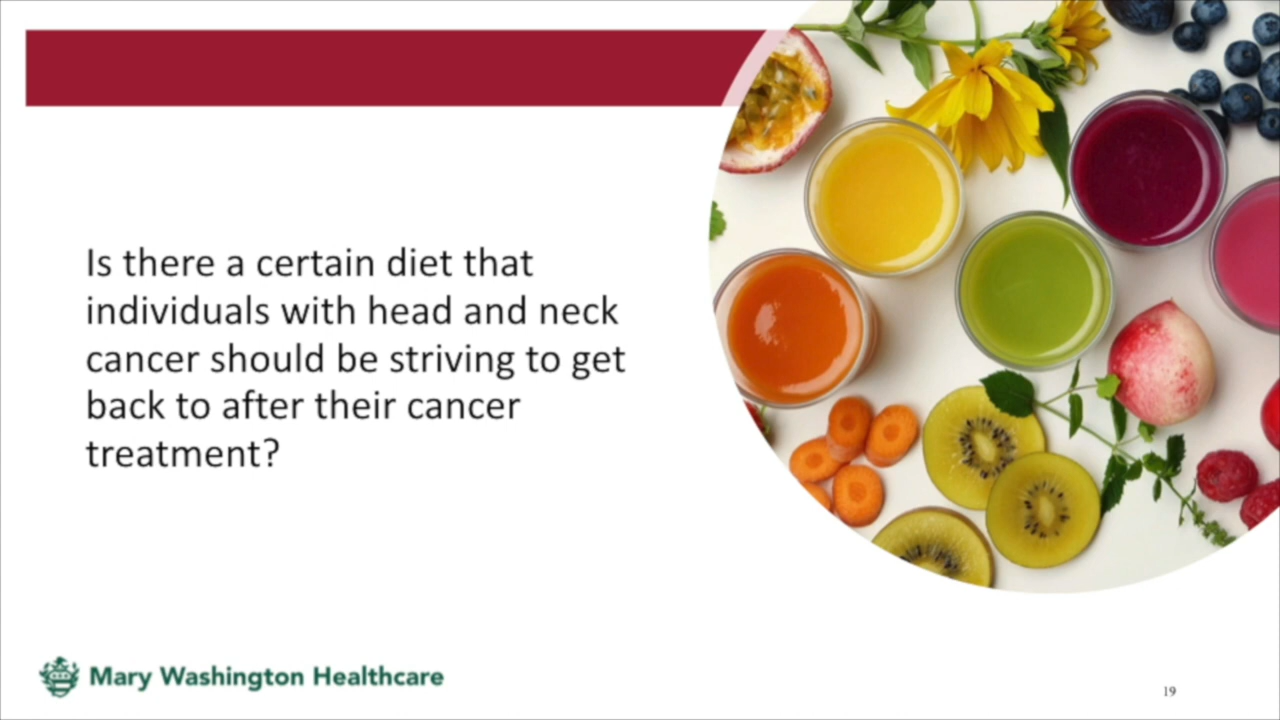 Is there a certain diet that
individuals with head and neck
cancer should be striving to get
back to after their cancer
treatment?
Mary Washington Healthcare
19